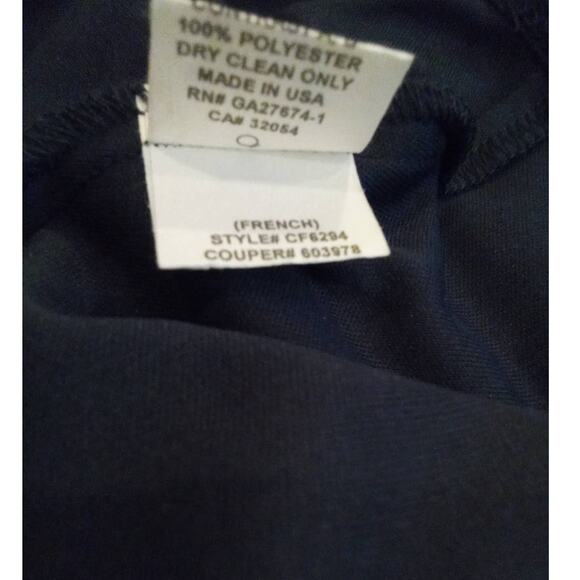 100% POLYESTER
DRY CLEAN ONLY
MADE IN USA
RN# GA27674-1
CA# 32054
(FRENCH)
STYLE# CF6294
COUPER# 603978